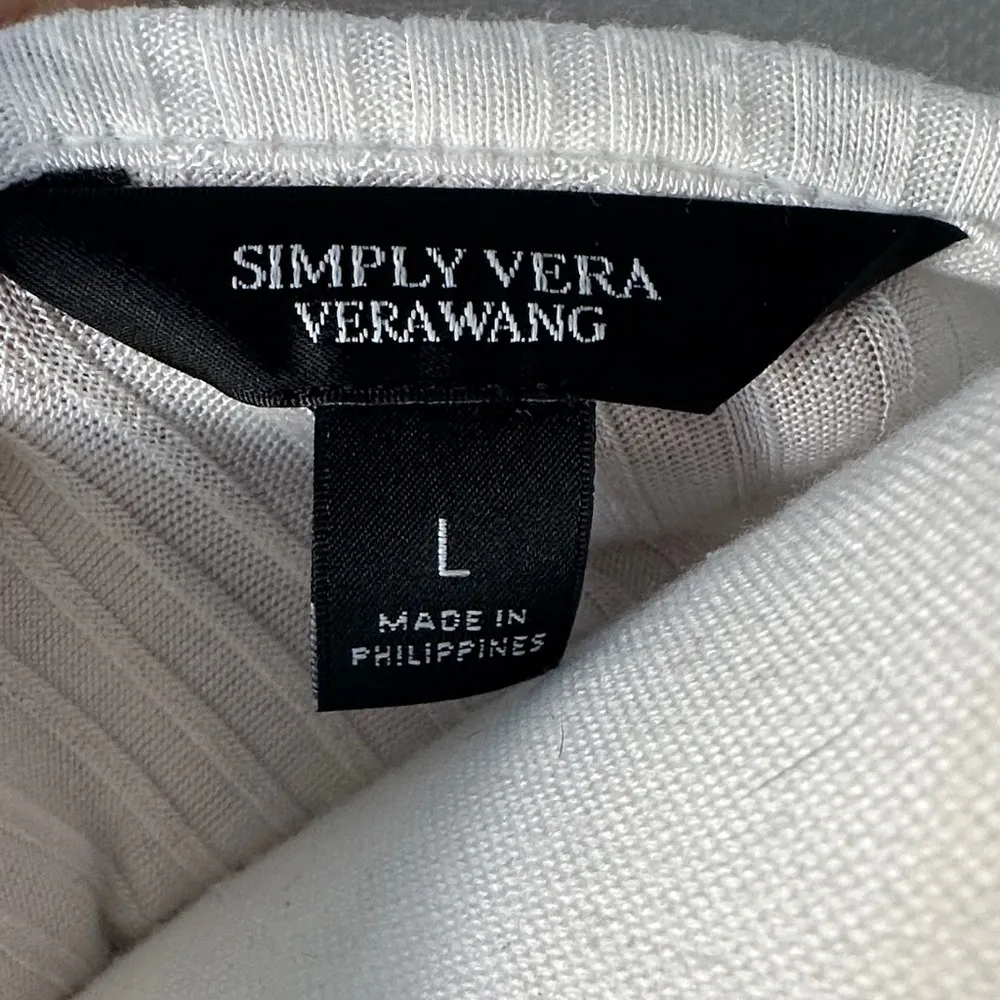 SIMPLY VERA
VERAWANG
L
MADE IN
PHILIPPINES